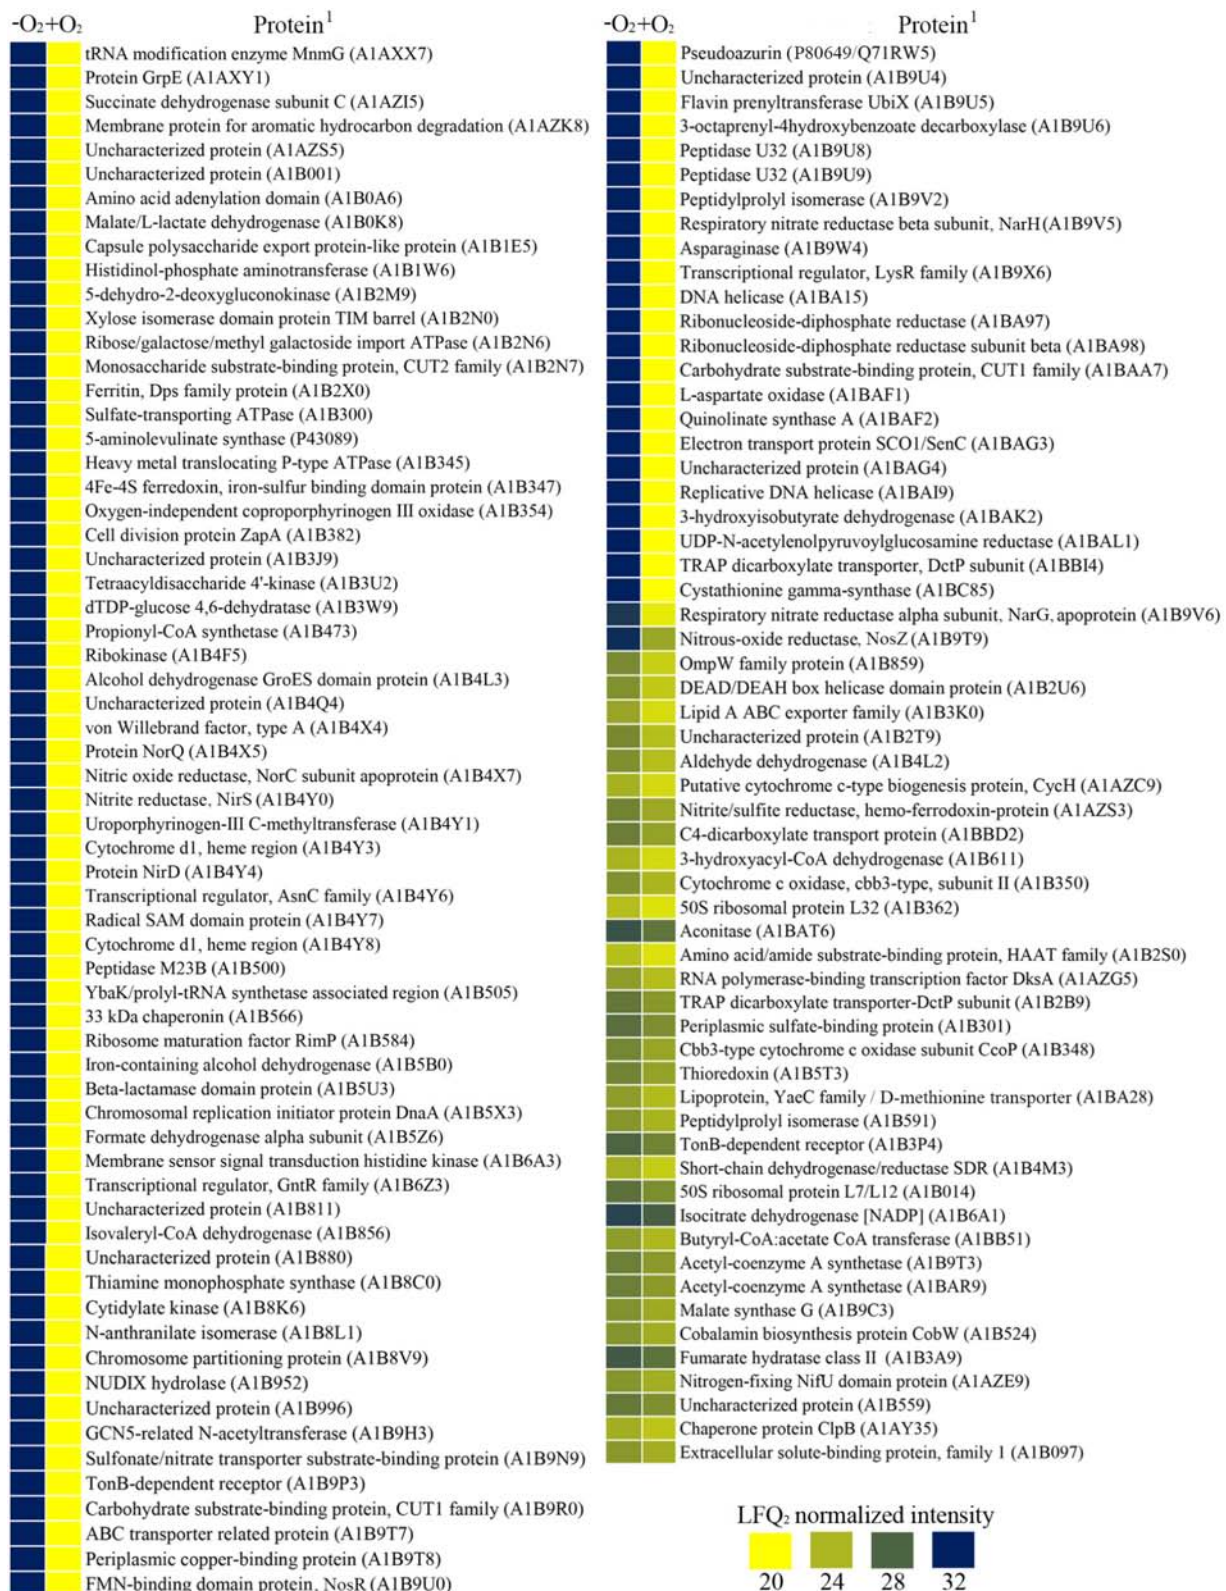 -O₂+O₂ Protein¹
tRNA modification enzyme MnmG (A1AXX7)
Protein GrpE (A1AXY1)
Succinate dehydrogenase subunit C (A1AZI5)
Membrane protein for aromatic hydrocarbon degradation (A1AZK8)
Uncharacterized protein (A1AZS5)
Uncharacterized protein (A1B001)
Amino acid adenylation domain (A1B0A6)
Malate/L-lactate dehydrogenase (A1B0K8)
Capsule polysaccharide export protein-like protein (A1B1E5)
Histidinol-phosphate aminotransferase (A1B1W6)
5-dehydro-2-deoxygluconokinase (A1B2M9)
Xylose isomerase domain protein TIM barrel (A1B2N0)
Ribose/galactose/methyl galactoside import ATPase (A1B2N6)
Monosaccharide substrate-binding protein, CUT2 family (A1B2N7)
Ferritin, Dps family protein (A1B2X0)
Sulfate-transporting ATPase (A1B300)
5-aminolevulinate synthase (P43089)
Heavy metal translocating P-type ATPase (A1B345)
4Fe-4S ferredoxin, iron-sulfur binding domain protein (A1B347)
Oxygen-independent coproporphyrinogen III oxidase (A1B354)
Cell division protein ZapA (A1B382)
Uncharacterized protein (A1B3J9)
Tetraacyldisaccharide 4'-kinase (A1B3U2)
dTDP-glucose 4,6-dehydratase (A1B3W9)
Propionyl-CoA synthetase (A1B473)
Ribokinase (A1B4F5)
Alcohol dehydrogenase GroES domain protein (A1B4L3)
Uncharacterized protein (A1B4Q4)
von Willebrand factor, type A (A1B4X4)
Protein NorQ (A1B4X5)
Nitric oxide reductase, NorC subunit apoprotein (A1B4X7)
Nitrite reductase, NirS (A1B4Y0)
Uroporphyrinogen-III C-methyltransferase (A1B4Y1)
Cytochrome d1, heme region (A1B4Y3)
Protein NirD (A1B4Y4)
Transcriptional regulator, AsnC family (A1B4Y6)
Radical SAM domain protein (A1B4Y7)
Cytochrome d1, heme region (A1B4Y8)
Peptidase M23B (A1B500)
YbaK/prolyl-tRNA synthetase associated region (A1B505)
33 kDa chaperonin (A1B566)
Ribosome maturation factor RimP (A1B584)
Iron-containing alcohol dehydrogenase (A1B5B0)
Beta-lactamase domain protein (A1B5U3)
Chromosomal replication initiator protein DnaA (A1B5X3)
Formate dehydrogenase alpha subunit (A1B5Z6)
Membrane sensor signal transduction histidine kinase (A1B6A3)
Transcriptional regulator, GntR family (A1B6Z3)
Uncharacterized protein (A1B811)
Isovaleryl-CoA dehydrogenase (A1B856)
Uncharacterized protein (A1B880)
Thiamine monophosphate synthase (A1B8C0)
Cytidylate kinase (A1B8K6)
N-anthranilate isomerase (A1B8L1)
Chromosome partitioning protein (A1B8V9)
NUDIX hydrolase (A1B952)
Uncharacterized protein (A1B996)
GCN5-related N-acetyltransferase (A1B9H3)
Sulfonate/nitrate transporter substrate-binding protein (A1B9N9)
TonB-dependent receptor (A1B9P3)
Carbohydrate substrate-binding protein, CUT1 family (A1B9R0)
ABC transporter related protein (A1B9T7)
Periplasmic copper-binding protein (A1B9T8)
FMN-binding domain protein, NosR (A1B9U0)
-O₂+O₂ Protein¹
Pseudoazurin (P80649/Q71RW5)
Uncharacterized protein (A1B9U4)
Flavin prenyltransferase UbiX (A1B9U5)
3-octaprenyl-4hydroxybenzoate decarboxylase (A1B9U6)
Peptidase U32 (A1B9U8)
Peptidase U32 (A1B9U9)
Peptidylprolyl isomerase (A1B9V2)
Respiratory nitrate reductase beta subunit, NarH(A1B9V5)
Asparaginase (A1B9W4)
Transcriptional regulator, LysR family (A1B9X6)
DNA helicase (A1BA15)
Ribonucleoside-diphosphate reductase (A1BA97)
Ribonucleoside-diphosphate reductase subunit beta (A1BA98)
Carbohydrate substrate-binding protein, CUT1 family (A1BAA7)
L-aspartate oxidase (A1BAF1)
Quinolinate synthase A (A1BAF2)
Electron transport protein SCO1/SenC (A1BAG3)
Uncharacterized protein (A1BAG4)
Replicative DNA helicase (A1BAI9)
3-hydroxyisobutyrate dehydrogenase (A1BAK2)
UDP-N-acetylenolpyruvoylglucosamine reductase (A1BAL1)
TRAP dicarboxylate transporter, DctP subunit (A1BBI4)
Cystathionine gamma-synthase (A1BC85)
Respiratory nitrate reductase alpha subunit, NarG, apoprotein (A1B9V6)
Nitrous-oxide reductase, NosZ (A1B9T9)
OmpW family protein (A1B859)
DEAD/DEAH box helicase domain protein (A1B2U6)
Lipid A ABC exporter family (A1B3K0)
Uncharacterized protein (A1B2T9)
Aldehyde dehydrogenase (A1B4L2)
Putative cytochrome c-type biogenesis protein, CycH (A1AZC9)
Nitrite/sulfite reductase, hemo-ferrodoxin-protein (A1AZS3)
C4-dicarboxylate transport protein (A1BBD2)
3-hydroxyacyl-CoA dehydrogenase (A1B611)
Cytochrome c oxidase, cbb3-type, subunit II (A1B350)
50S ribosomal protein L32 (A1B362)
Aconitase (A1BAT6)
Amino acid/amide substrate-binding protein, HAAT family (A1B2S0)
RNA polymerase-binding transcription factor DksA (A1AZG5)
TRAP dicarboxylate transporter-DctP subunit (A1B2B9)
Periplasmic sulfate-binding protein (A1B301)
Cbb3-type cytochrome c oxidase subunit CcoP (A1B348)
Thioredoxin (A1B5T3)
Lipoprotein, YaeC family / D-methionine transporter (A1BA28)
Peptidylprolyl isomerase (A1B591)
TonB-dependent receptor (A1B3P4)
Short-chain dehydrogenase/reductase SDR (A1B4M3)
50S ribosomal protein L7/L12 (A1B014)
Isocitrate dehydrogenase [NADP] (A1B6A1)
Butyryl-CoA:acetate CoA transferase (A1BB51)
Acetyl-coenzyme A synthetase (A1B9T3)
Acetyl-coenzyme A synthetase (A1BAR9)
Malate synthase G (A1B9C3)
Cobalamin biosynthesis protein CobW (A1B524)
Fumarate hydratase class II (A1B3A9)
Nitrogen-fixing NifU domain protein (A1AZE9)
Uncharacterized protein (A1B559)
Chaperone protein ClpB (A1AY35)
Extracellular solute-binding protein, family 1 (A1B097)
LFQ₂ normalized intensity
20 24 28 32